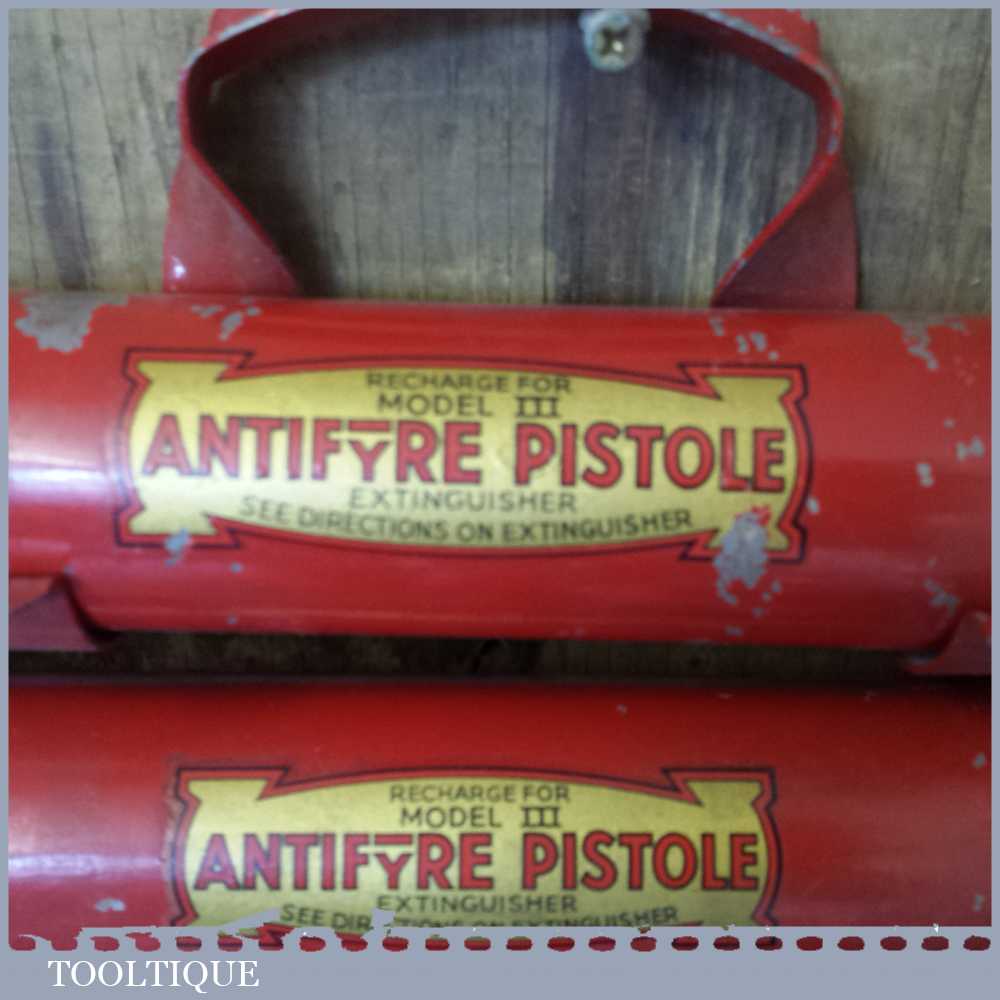 RECHARGE FOR
MODEL III
ANTIFYRE PISTOLE
EXTINGUISHER
SEE DIRECTIONS ON EXTINGUISHER
RECHARGE FOR
MODEL III
ANTIFYRE PISTOLE
EXTINGUISHER
SEE DIRECTIONS ON EXTINGUISHER
TOOLTIQUE